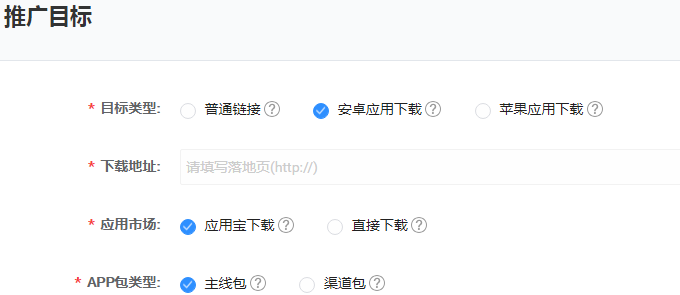 推广目标
* 目标类型: 普通链接 ? 安卓应用下载 ? 苹果应用下载 ?
* 下载地址: 请填写落地页(http://)
* 应用市场: 应用宝下载 ? 直接下载 ?
* APP包类型: 主线包 ? 渠道包 ?